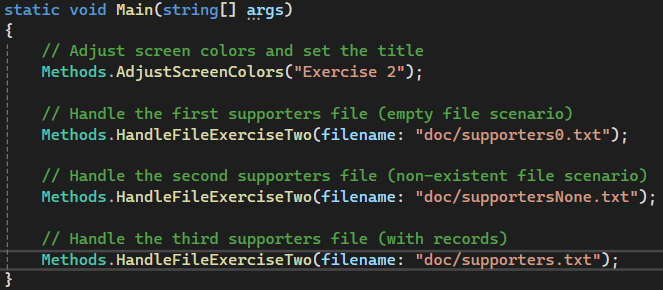 static void Main(string[] args)
{
// Adjust screen colors and set the title
Methods.AdjustScreenColors("Exercise 2");
// Handle the first supporters file (empty file scenario)
Methods.HandleFileExerciseTwo(filename: "doc/supporters0.txt");
// Handle the second supporters file (non-existent file scenario)
Methods.HandleFileExerciseTwo(filename: "doc/supportersNone.txt");
// Handle the third supporters file (with records)
Methods.HandleFileExerciseTwo(filename: "doc/supporters.txt");
}